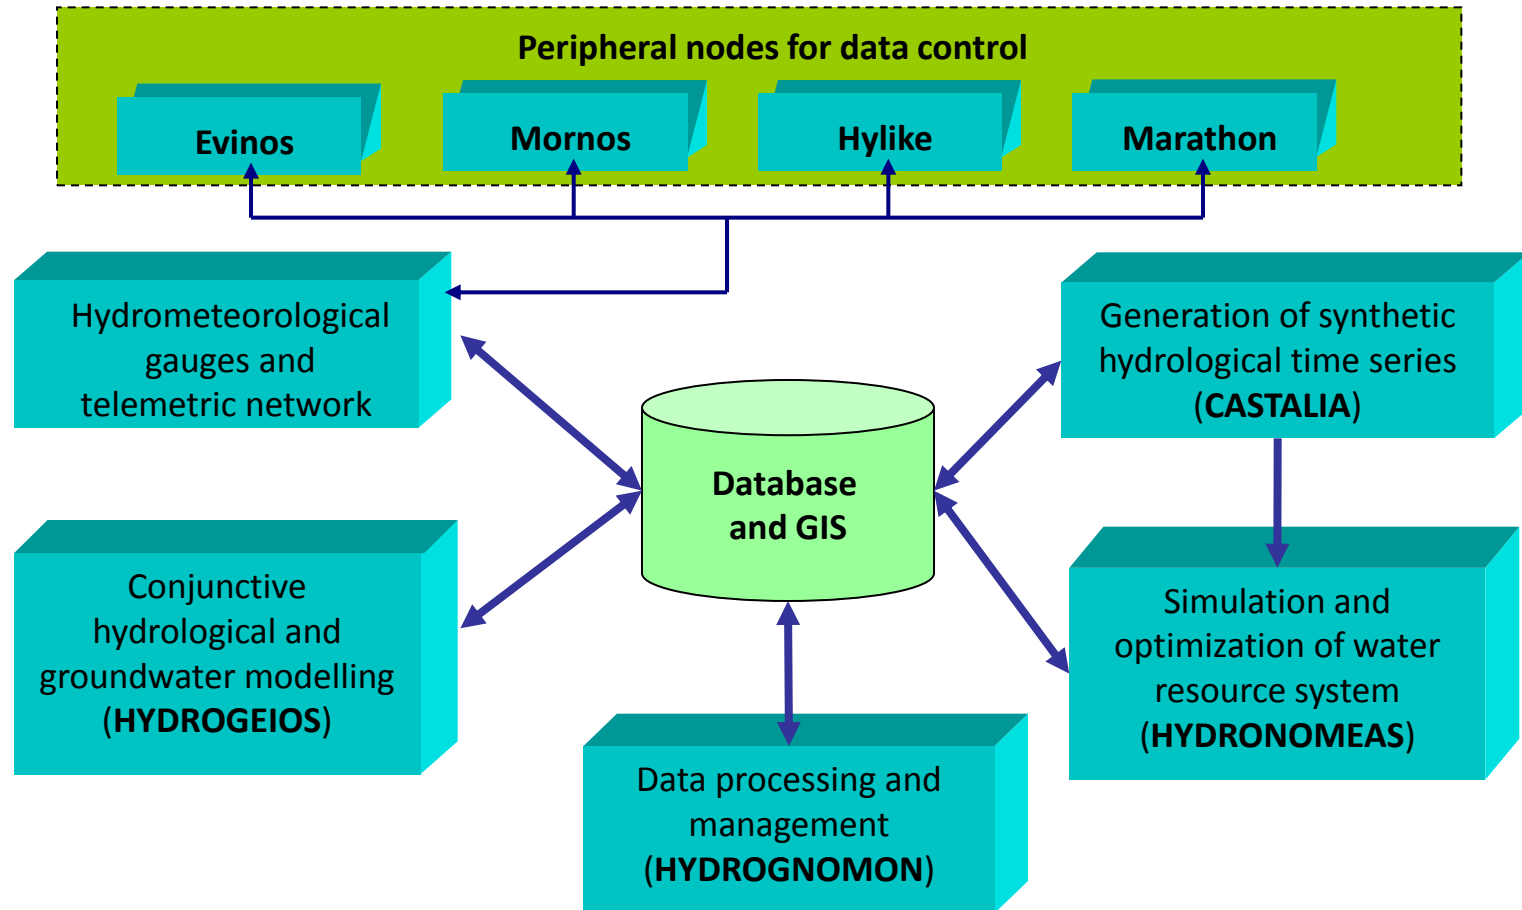 Peripheral nodes for data control
Evinos
Mornos
Hylike
Marathon
Hydrometeorological
gauges and
telemetric network
Generation of synthetic
hydrological time series
(CASTALIA)
Database
and GIS
Conjunctive
hydrological and
groundwater modelling
(HYDROGEIOS)
Simulation and
optimization of water
resource system
(HYDRONOMEAS)
Data processing and
management
(HYDROGNOMON)